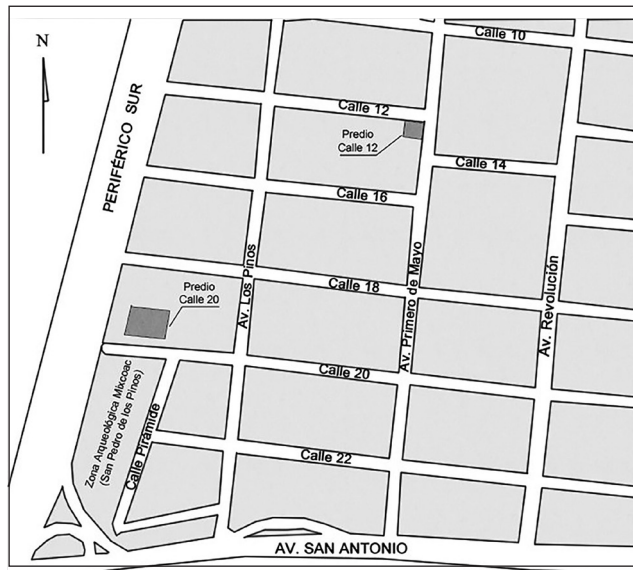 N
Calle 10
Calle 12
Predio
Calle 12
Calle 14
PERIFÉRICO SUR
Calle 16
Av. Los Pinos
Calle 18
Av. Primero de Mayo
Av. Revolución
Predio
Calle 20
Calle 20
Zona Arqueológica Mixcoac
(San Pedro de los Pinos)
Calle Pirámide
Calle 22
AV. SAN ANTONIO